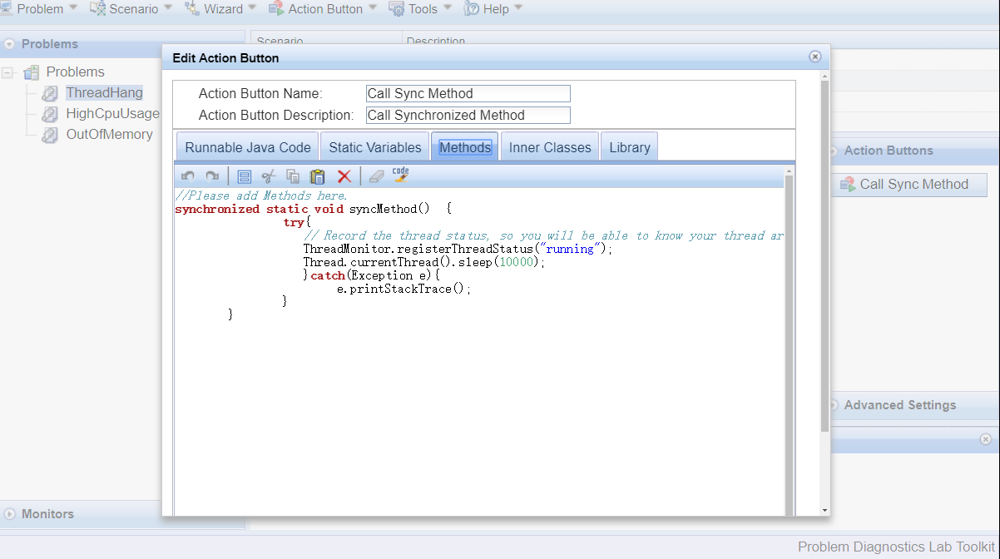 Problem Scenario Wizard Action Button Tools Help
Problems
Scenario Description
Problems
ThreadHang
HighCpuUsage
OutOfMemory
Monitors
Edit Action Button
Action Button Name: Call Sync Method
Action Button Description: Call Synchronized Method
Runnable Java Code Static Variables Methods Inner Classes Library
code
//Please add Methods here.
synchronized static void syncMethod() {
try{
// Record the thread status, so you will be able to know your thread ar
ThreadMonitor.registerThreadStatus("running");
Thread.currentThread().sleep(10000);
}catch(Exception e){
e.printStackTrace();
}
}
Action Buttons
Call Sync Method
Advanced Settings
Problem Diagnostics Lab Toolkit